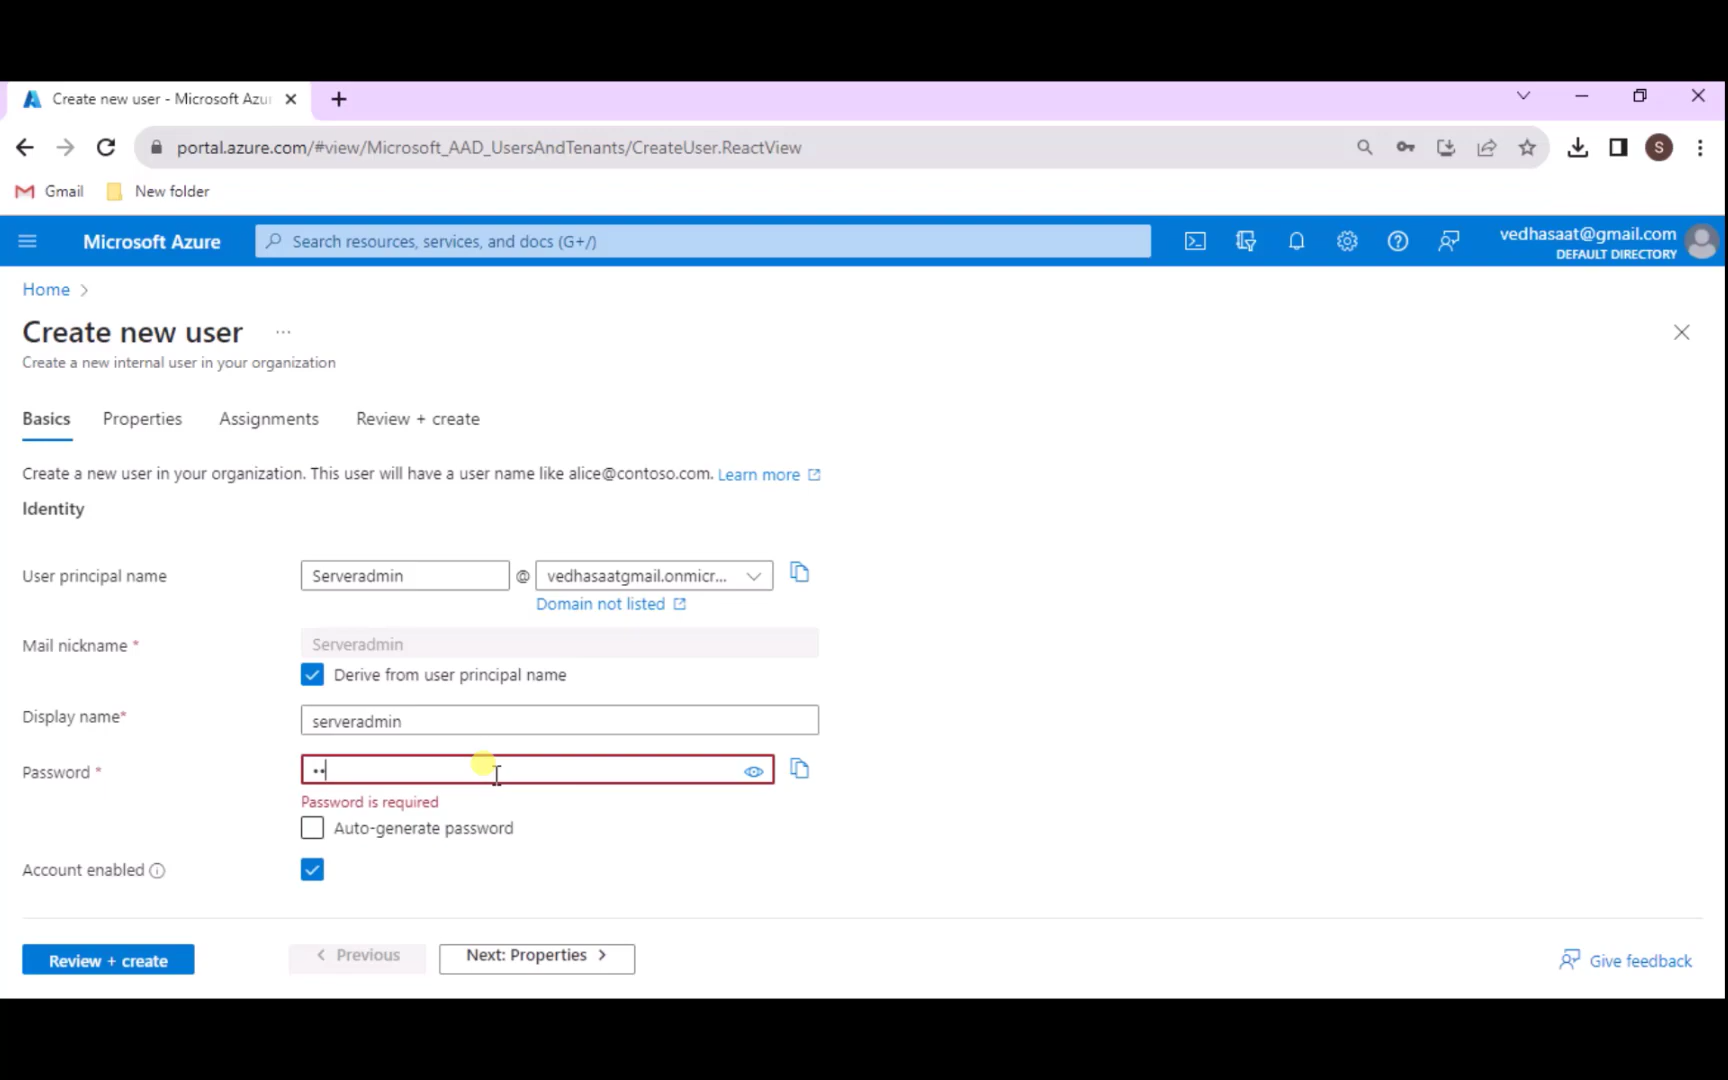 Create new user - Microsoft Azu
portal.azure.com/#view/Microsoft_AAD_UsersAndTenants/CreateUser.ReactView
S
Gmail
New folder
Microsoft Azure
Search resources, services, and docs (G+/)
vedhasaat@gmail.com
DEFAULT DIRECTORY
Home >
Create new user ...
Create a new internal user in your organization
Basics Properties Assignments Review + create
Create a new user in your organization. This user will have a user name like alice@contoso.com. Learn more
Identity
User principal name Serveradmin @ vedhasaatgmail.onmicr...
Domain not listed
Mail nickname * Serveradmin
Derive from user principal name
Display name* serveradmin
Password * ••
Password is required
Auto-generate password
Account enabled
Review + create < Previous Next: Properties > Give feedback